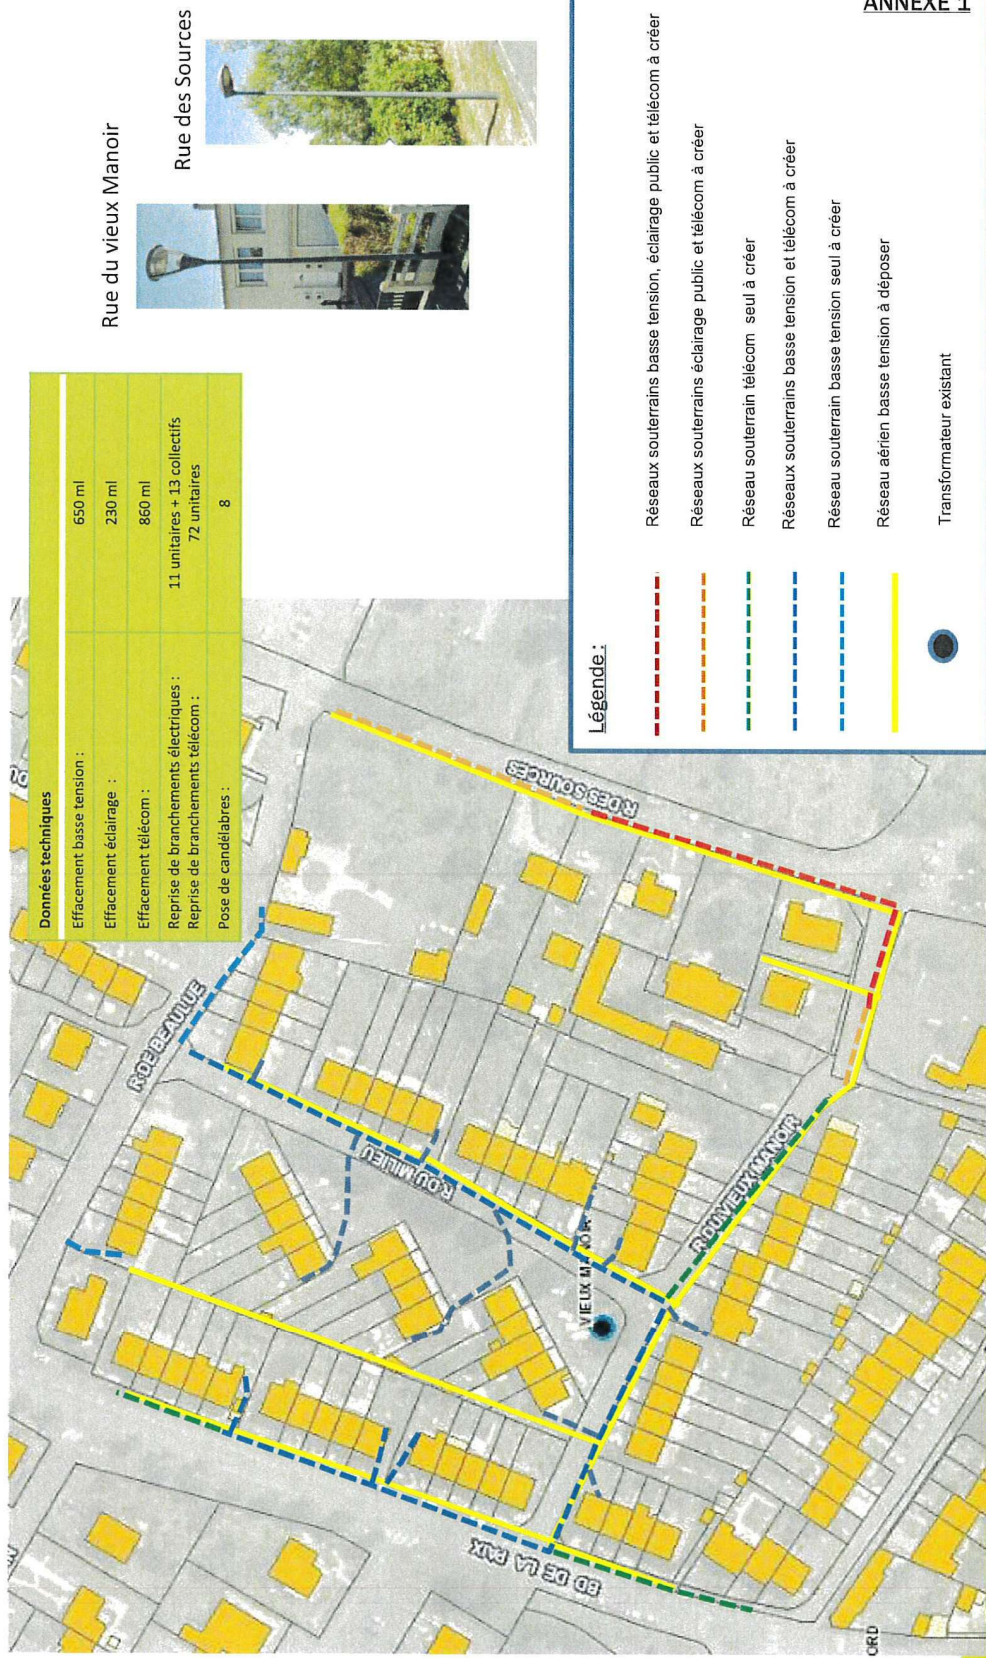 ANNEXE 1
Données techniques
Effacement basse tension : 650 ml
Effacement éclairage : 230 ml
Effacement télécom : 860 ml
Reprise de branchements électriques : 11 unitaires + 13 collectifs
Reprise de branchements télécom : 72 unitaires
Pose de candélabres : 8
Rue du vieux Manoir
Rue des Sources
R DE BEAULUE
R DU MILIEU
R DES SOURCES
R DU VIEUX MANOIR
BD DE LA PAIX
ORD
Légende :
Réseaux souterrains basse tension, éclairage public et télécom à créer
Réseaux souterrains éclairage public et télécom à créer
Réseau souterrain télécom seul à créer
Réseaux souterrains basse tension et télécom à créer
Réseau souterrain basse tension seul à créer
Réseau aérien basse tension à déposer
Transformateur existant